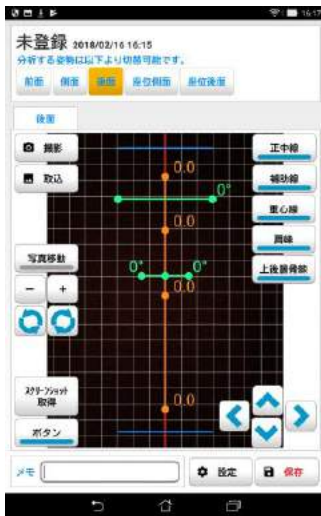 16:17
未登録 2018/02/16 16:15
分析する姿勢は以下より切替可能です。
前面 側面 後面 座位側面 座位後面
後面
撮影
取込
写真移動
− +
スクリーンショット
取得
ボタン
正中線
補助線
重心線
肩峰
上後腸骨棘
0.0
0°
0.0
0° 0°
0.0
0.0
メモ
設定
保存